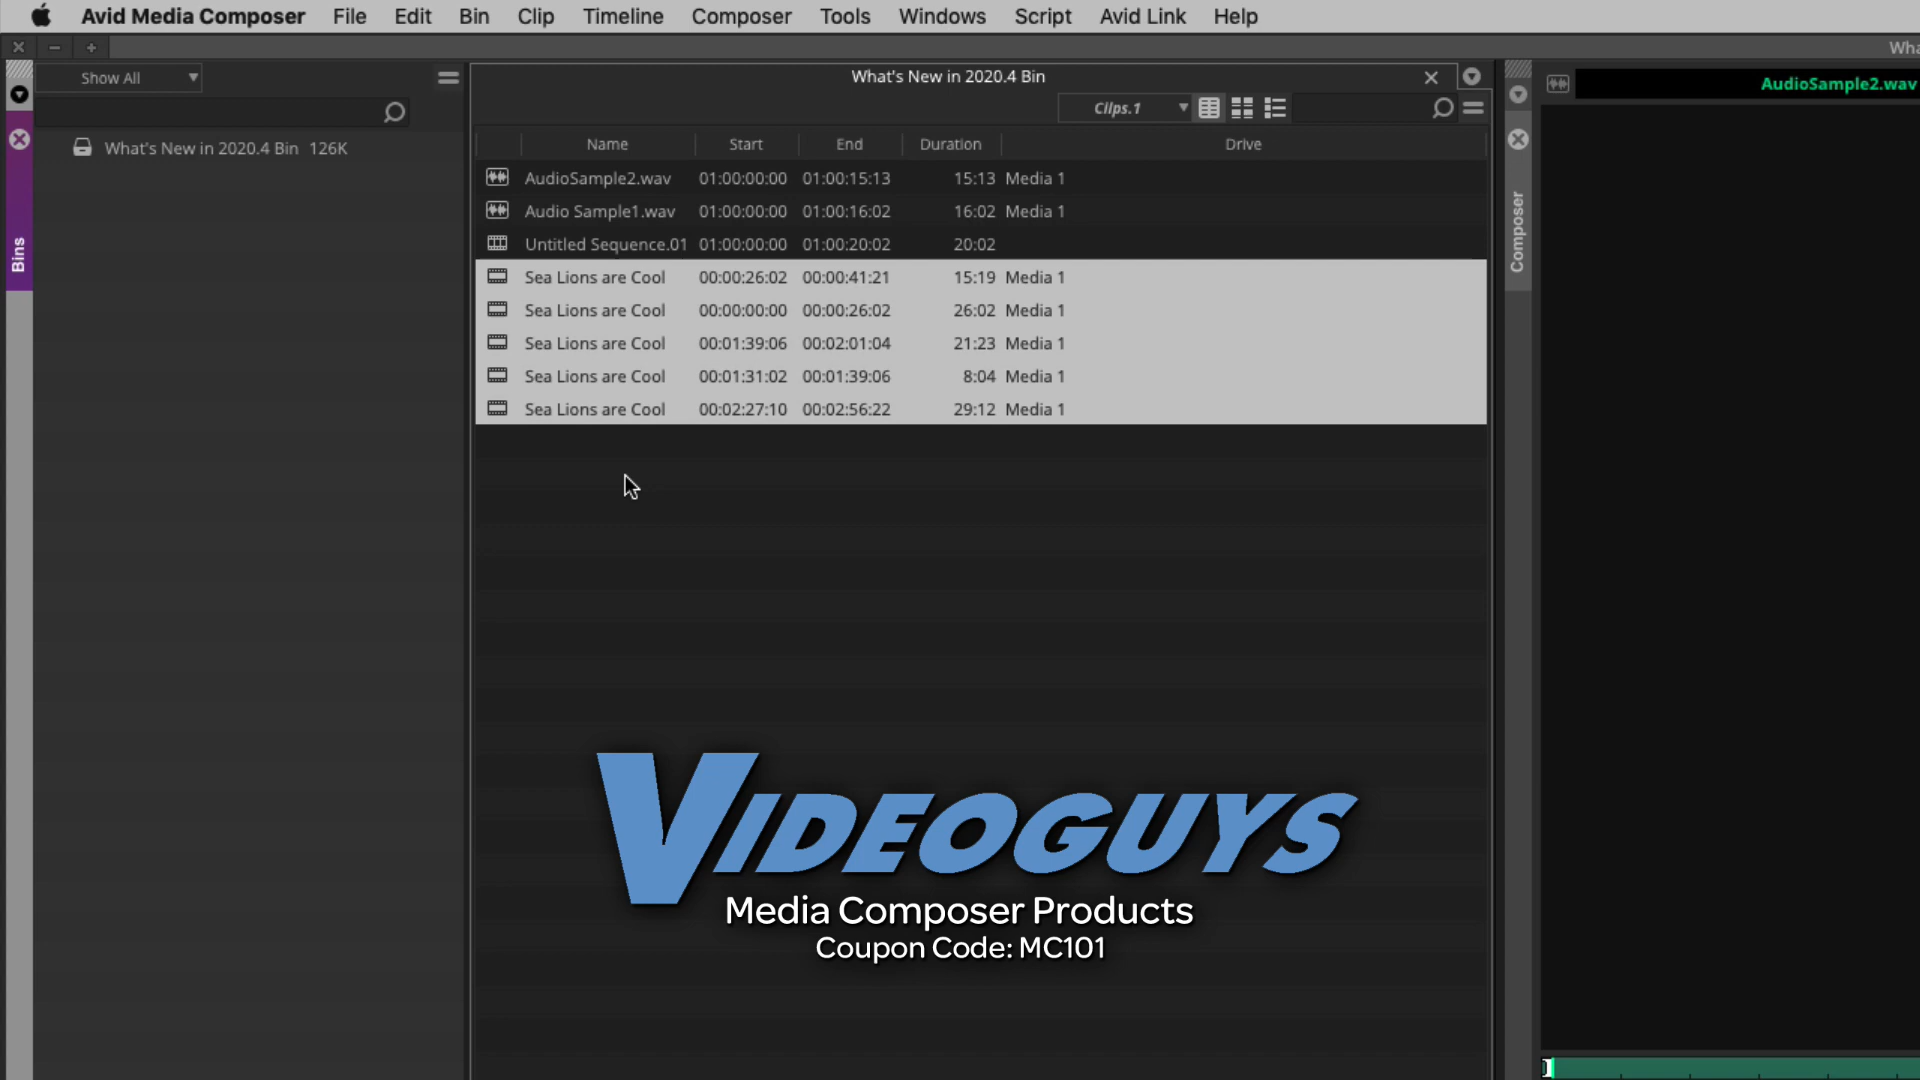 Avid Media Composer File Edit Bin Clip Timeline Composer Tools Windows Script Avid Link Help
Show All
What's New in 2020.4 Bin 126K
Bins
What's New in 2020.4 Bin
Clips.1
Name Start End Duration Drive
AudioSample2.wav 01:00:00:00 01:00:15:13 15:13 Media 1
Audio Sample1.wav 01:00:00:00 01:00:16:02 16:02 Media 1
Untitled Sequence.01 01:00:00:00 01:00:20:02 20:02
Sea Lions are Cool 00:00:26:02 00:00:41:21 15:19 Media 1
Sea Lions are Cool 00:00:00:00 00:00:26:02 26:02 Media 1
Sea Lions are Cool 00:01:39:06 00:02:01:04 21:23 Media 1
Sea Lions are Cool 00:01:31:02 00:01:39:06 8:04 Media 1
Sea Lions are Cool 00:02:27:10 00:02:56:22 29:12 Media 1
VIDEOGUYS
Media Composer Products
Coupon Code: MC101
Composer
AudioSample2.wav